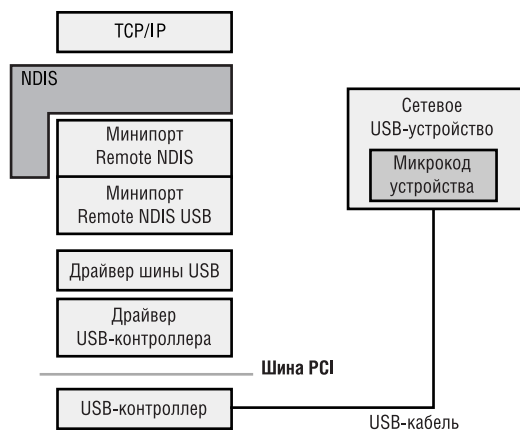 TCP/IP
NDIS
Минипорт
Remote NDIS
Минипорт
Remote NDIS USB
Драйвер шины USB
Драйвер
USB-контроллера
Шина PCI
USB-контроллер
Сетевое
USB-устройство
Микрокод
устройства
USB-кабель